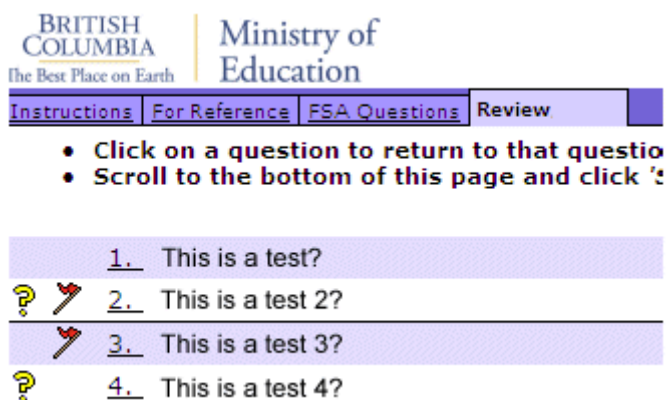 BRITISH
COLUMBIA
The Best Place on Earth
Ministry of
Education
Instructions For Reference FSA Questions Review
• Click on a question to return to that questio
• Scroll to the bottom of this page and click '
1. This is a test?
2. This is a test 2?
3. This is a test 3?
4. This is a test 4?